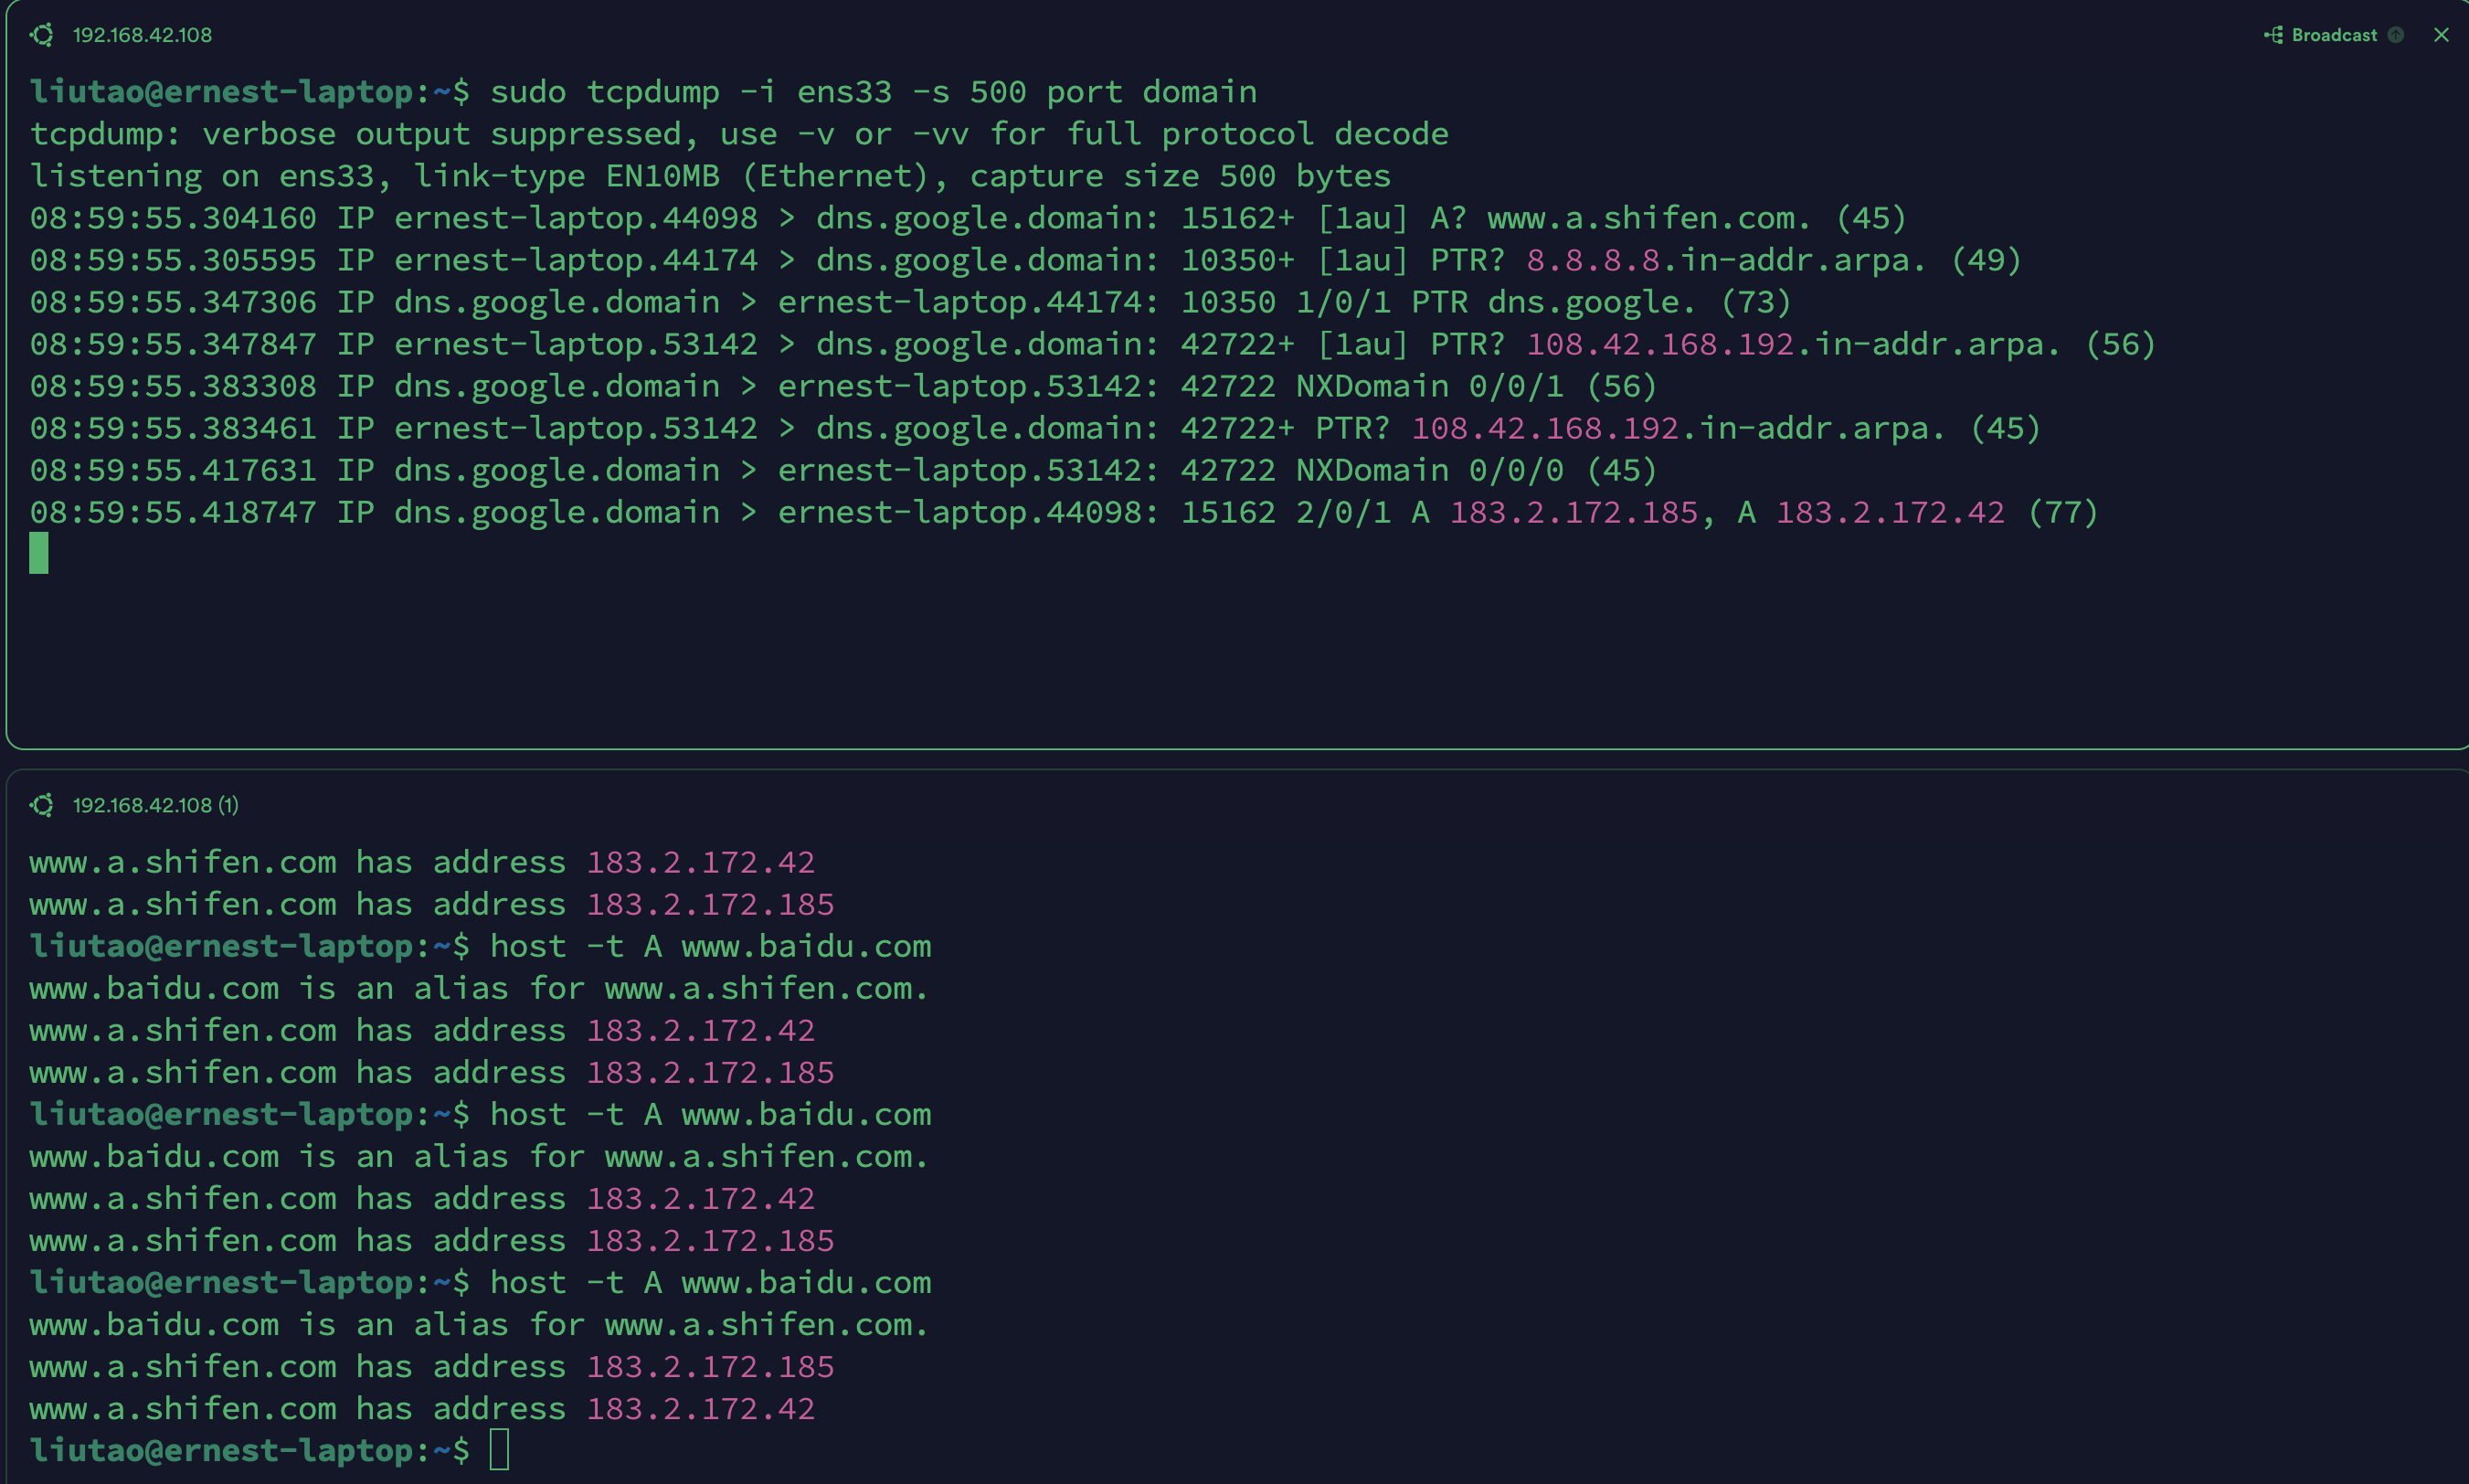 192.168.42.108
Broadcast
liutao@ernest-laptop:~$ sudo tcpdump -i ens33 -s 500 port domain
tcpdump: verbose output suppressed, use -v or -vv for full protocol decode
listening on ens33, link-type EN10MB (Ethernet), capture size 500 bytes
08:59:55.304160 IP ernest-laptop.44098 > dns.google.domain: 15162+ [1au] A? www.a.shifen.com. (45)
08:59:55.305595 IP ernest-laptop.44174 > dns.google.domain: 10350+ [1au] PTR? 8.8.8.8.in-addr.arpa. (49)
08:59:55.347306 IP dns.google.domain > ernest-laptop.44174: 10350 1/0/1 PTR dns.google. (73)
08:59:55.347847 IP ernest-laptop.53142 > dns.google.domain: 42722+ [1au] PTR? 108.42.168.192.in-addr.arpa. (56)
08:59:55.383308 IP dns.google.domain > ernest-laptop.53142: 42722 NXDomain 0/0/1 (56)
08:59:55.383461 IP ernest-laptop.53142 > dns.google.domain: 42722+ PTR? 108.42.168.192.in-addr.arpa. (45)
08:59:55.417631 IP dns.google.domain > ernest-laptop.53142: 42722 NXDomain 0/0/0 (45)
08:59:55.418747 IP dns.google.domain > ernest-laptop.44098: 15162 2/0/1 A 183.2.172.185, A 183.2.172.42 (77)
192.168.42.108 (1)
www.a.shifen.com has address 183.2.172.42
www.a.shifen.com has address 183.2.172.185
liutao@ernest-laptop:~$ host -t A www.baidu.com
www.baidu.com is an alias for www.a.shifen.com.
www.a.shifen.com has address 183.2.172.42
www.a.shifen.com has address 183.2.172.185
liutao@ernest-laptop:~$ host -t A www.baidu.com
www.baidu.com is an alias for www.a.shifen.com.
www.a.shifen.com has address 183.2.172.42
www.a.shifen.com has address 183.2.172.185
liutao@ernest-laptop:~$ host -t A www.baidu.com
www.baidu.com is an alias for www.a.shifen.com.
www.a.shifen.com has address 183.2.172.185
www.a.shifen.com has address 183.2.172.42
liutao@ernest-laptop:~$